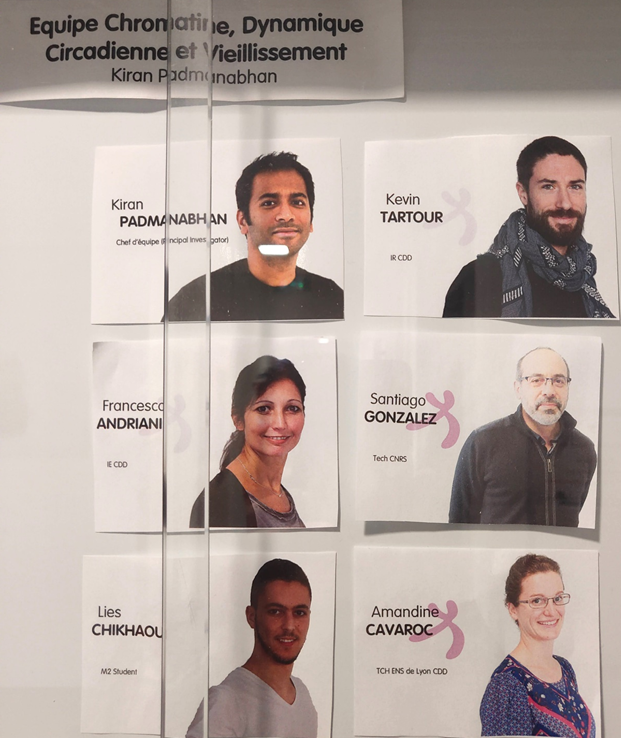 Equipe Chromatine, Dynamique
Circadienne et Vieillissement
Kiran Padmanabhan
Kiran
PADMANABHAN
Chef d'équipe (Principal Investigator)
Kevin
TARTOUR
IR CDD
ANDRIANI
IE CDD
Santiago
GONZALEZ
Tech CNRS
Lies
CHIKHAOU
M2 Student
Amandine
CAVAROC
TCH ENS de Lyon CDD